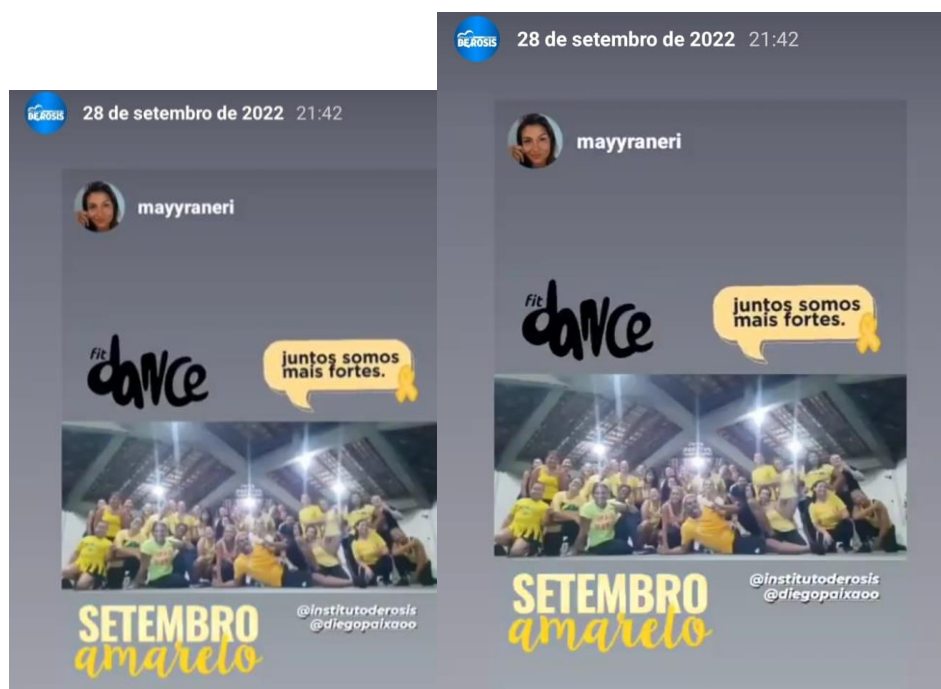 DEROSIS
28 de setembro de 2022 21:42
mayyraneri
fit
dance
juntos somos
mais fortes.
SETEMBRO
amarelo
@institutoderosis
@diegopaixaoo
DEROSIS
28 de setembro de 2022 21:42
mayyraneri
fit
dance
juntos somos
mais fortes.
SETEMBRO
amarelo
@institutoderosis
@diegopaixaoo